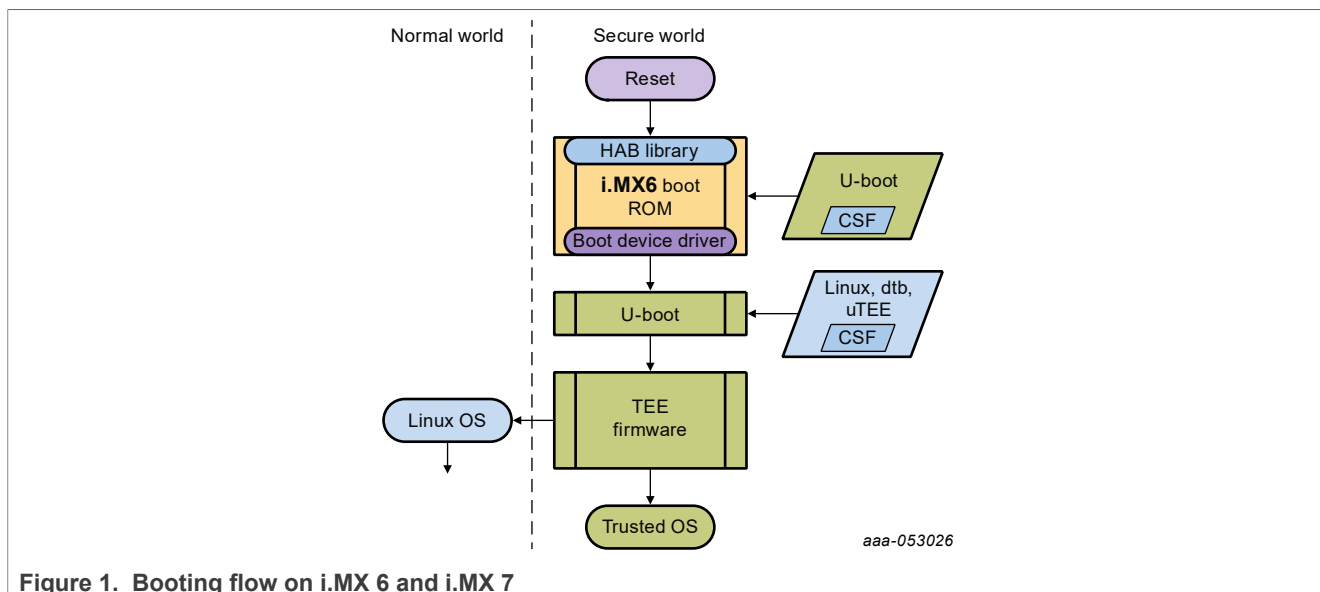 Normal world
Secure world
Reset
HAB library
i.MX6 boot
ROM
Boot device driver
U-boot
CSF
U-boot
Linux, dtb,
uTEE
CSF
TEE
firmware
Linux OS
Trusted OS
aaa-053026
Figure 1. Booting flow on i.MX 6 and i.MX 7